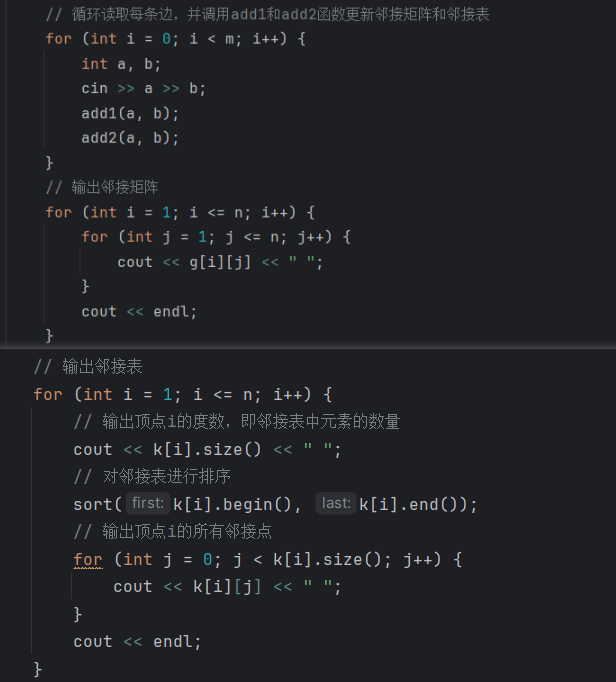 // 循环读取每条边，并调用add1和add2函数更新邻接矩阵和邻接表
for (int i = 0; i < m; i++) {
int a, b;
cin >> a >> b;
add1(a, b);
add2(a, b);
}
// 输出邻接矩阵
for (int i = 1; i <= n; i++) {
for (int j = 1; j <= n; j++) {
cout << g[i][j] << " ";
}
cout << endl;
}
// 输出邻接表
for (int i = 1; i <= n; i++) {
// 输出顶点i的度数，即邻接表中元素的数量
cout << k[i].size() << " ";
// 对邻接表进行排序
sort( first: k[i].begin(), last: k[i].end());
// 输出顶点i的所有邻接点
for (int j = 0; j < k[i].size(); j++) {
cout << k[i][j] << " ";
}
cout << endl;
}